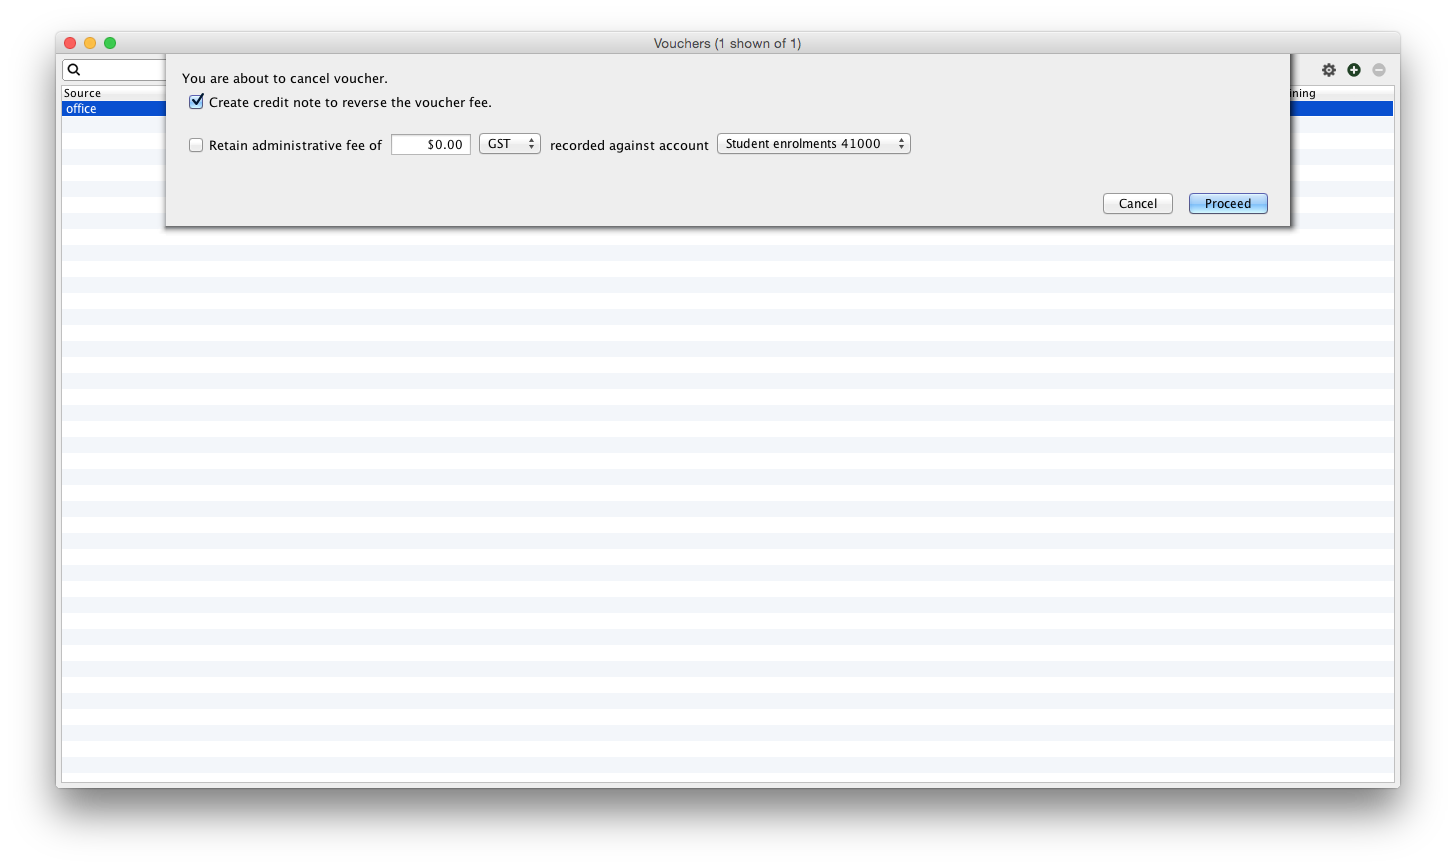 Vouchers (1 shown of 1)
You are about to cancel voucher.
Create credit note to reverse the voucher fee.
Retain administrative fee of $0.00 GST recorded against account Student enrolments 41000
Cancel Proceed
Source ining
office